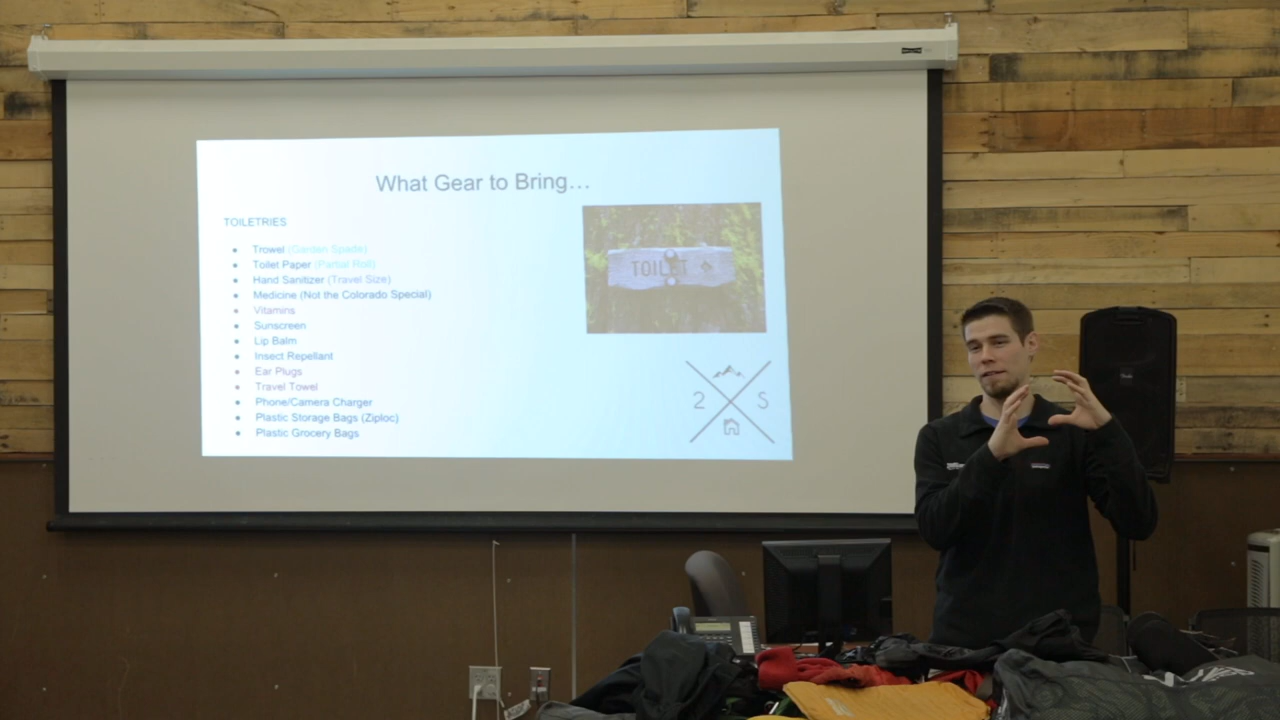 What Gear to Bring…
TOILETRIES
Trowel (Garden Spade)
Toilet Paper (Partial Roll)
Hand Sanitizer (Travel Size)
Medicine (Not the Colorado Special)
Vitamins
Sunscreen
Lip Balm
Insect Repellant
Ear Plugs
Travel Towel
Phone/Camera Charger
Plastic Storage Bags (Ziploc)
Plastic Grocery Bags
TOILET
2 S